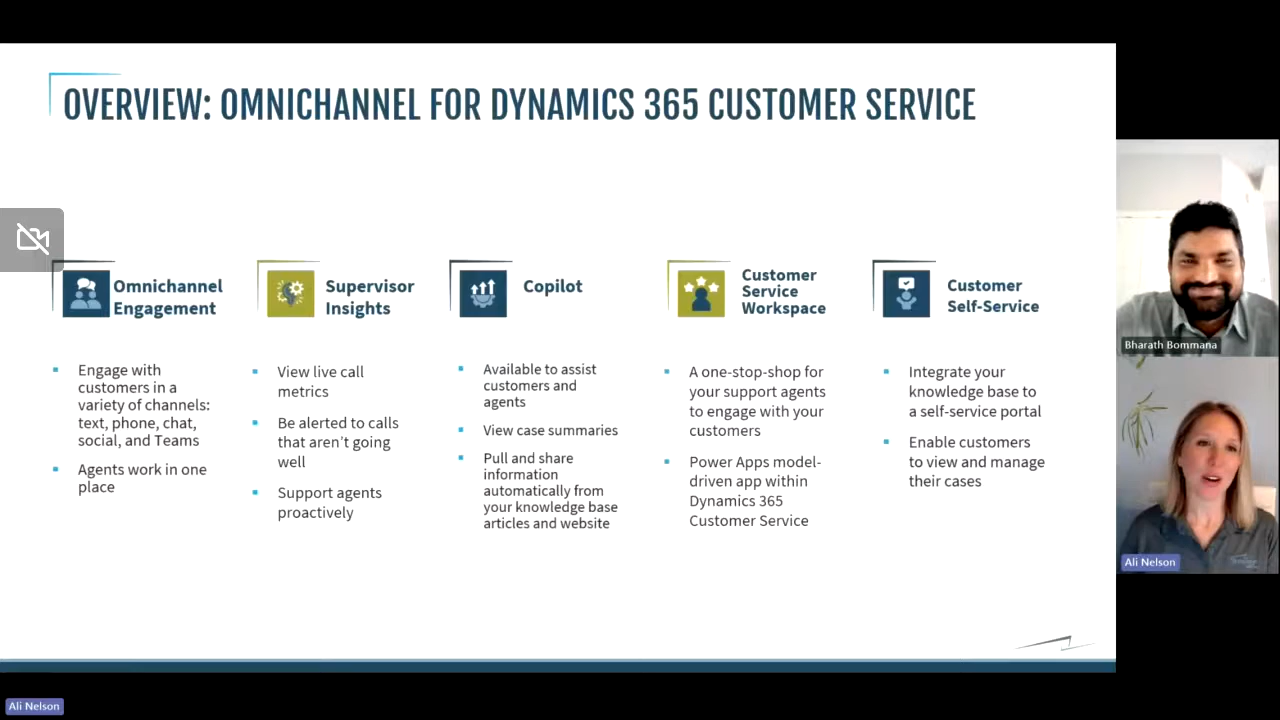 OVERVIEW: OMNICHANNEL FOR DYNAMICS 365 CUSTOMER SERVICE
Omnichannel
Engagement
Engage with
customers in a
variety of channels:
text, phone, chat,
social, and Teams
Agents work in one
place
Supervisor
Insights
View live call
metrics
Be alerted to calls
that aren't going
well
Support agents
proactively
Copilot
Available to assist
customers and
agents
View case summaries
Pull and share
information
automatically from
your knowledge base
articles and website
Customer
Service
Workspace
A one-stop-shop for
your support agents
to engage with your
customers
Power Apps model-
driven app within
Dynamics 365
Customer Service
Customer
Self-Service
Integrate your
knowledge base to
a self-service portal
Enable customers
to view and manage
their cases
Bharath Bommana
Ali Nelson
Ali Nelson